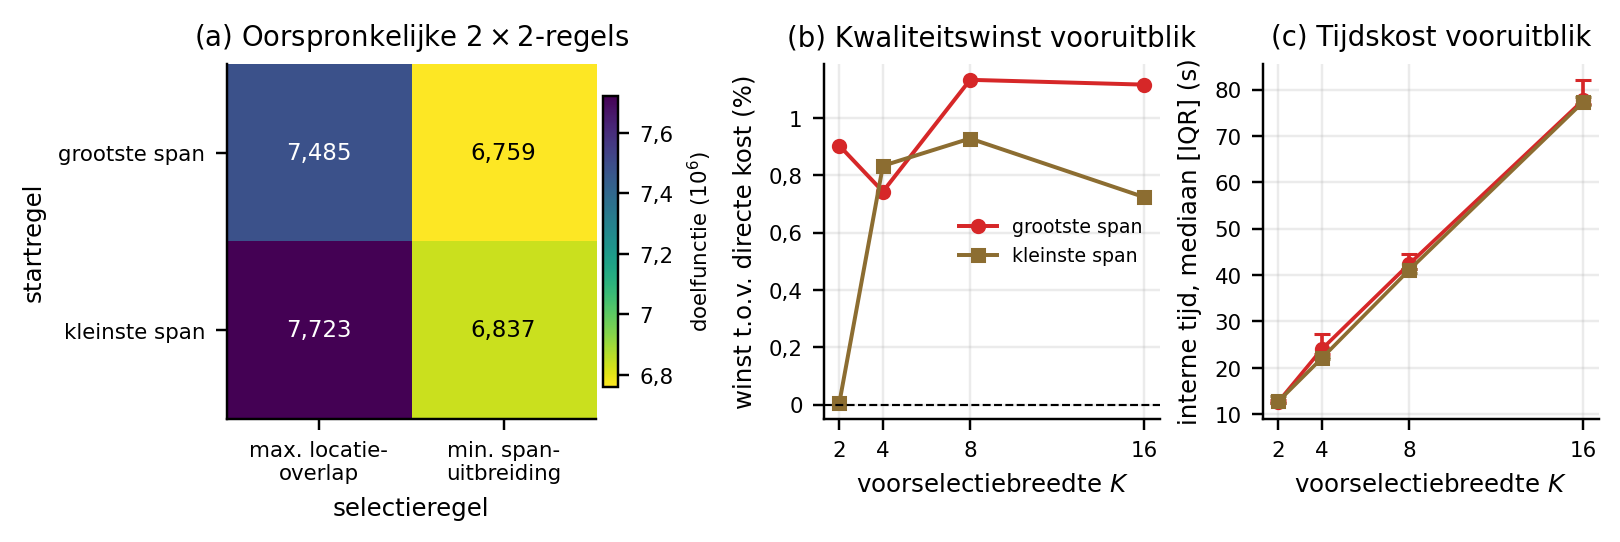 (a) Oorspronkelijke 2 × 2-regels
startregel
grootste span
kleinste span
7,485
6,759
7,723
6,837
max. locatie-
overlap
min. span-
uitbreiding
selectieregel
7,6
7,4
7,2
7
6,8
doelfunctie (10⁶)
(b) Kwaliteitswinst vooruitblik
winst t.o.v. directe kost (%)
1
0,8
0,6
0,4
0,2
0
grootste span
kleinste span
2
4
8
16
voorselectiebreedte K
(c) Tijdskost vooruitblik
interne tijd, mediaan [IQR] (s)
80
70
60
50
40
30
20
10
2
4
8
16
voorselectiebreedte K